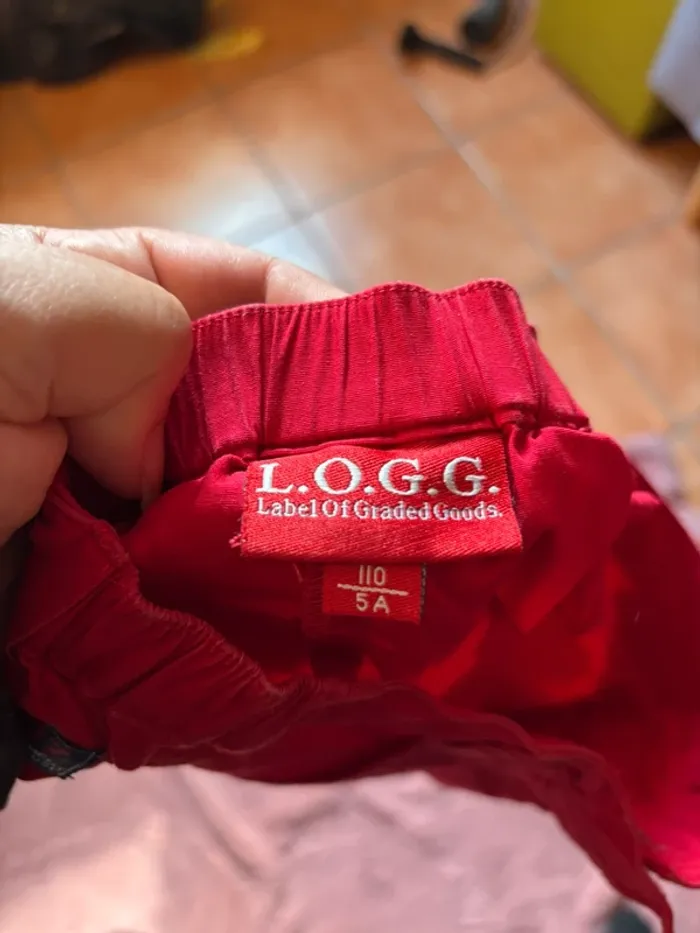 L.O.G.G.
Label Of Graded Goods.
110
5A